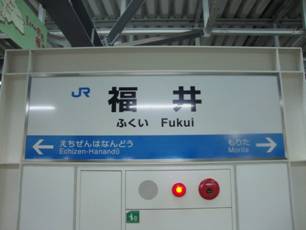 JR 福井
ふくい Fukui
えちぜんはなんどう もりた
Echizen-Hanandō Morita